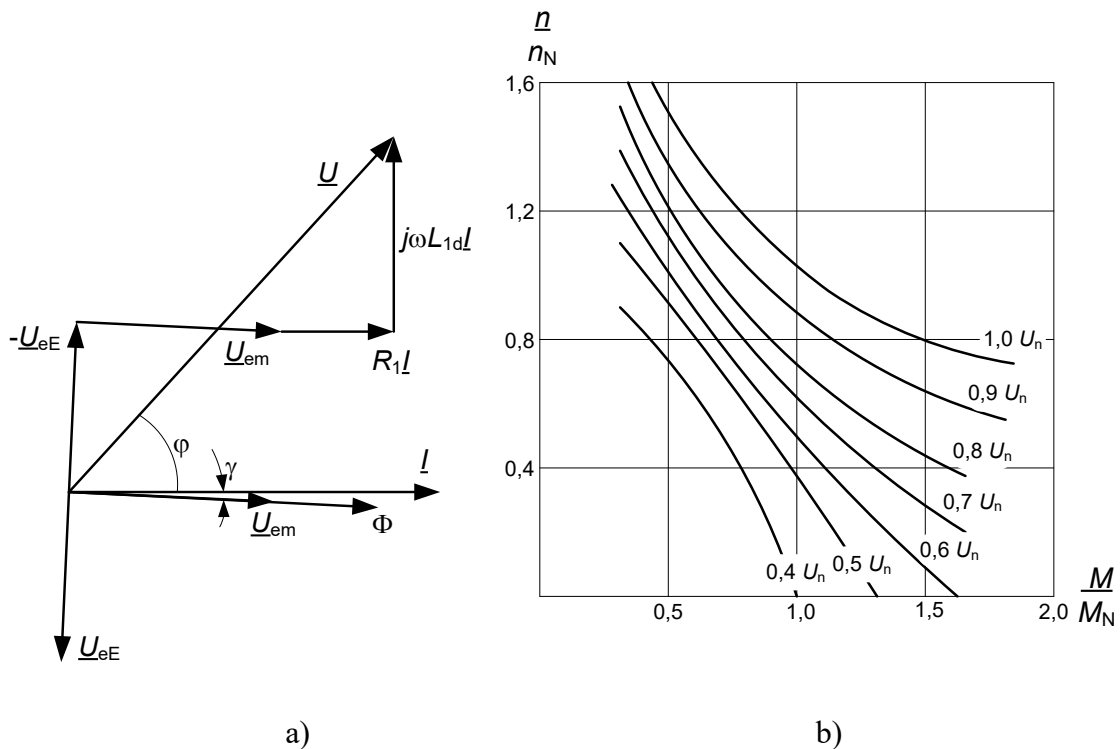 U
jωL1dI
-UeE
Uem
R1I
φ
γ
I
Uem
Φ
UeE
a)
n
nN
1,6
1,2
0,8
0,4
1,0 Un
0,9 Un
0,8 Un
0,7 Un
0,6 Un
0,5 Un
0,4 Un
0,5
1,0
1,5
2,0
M
MN
b)